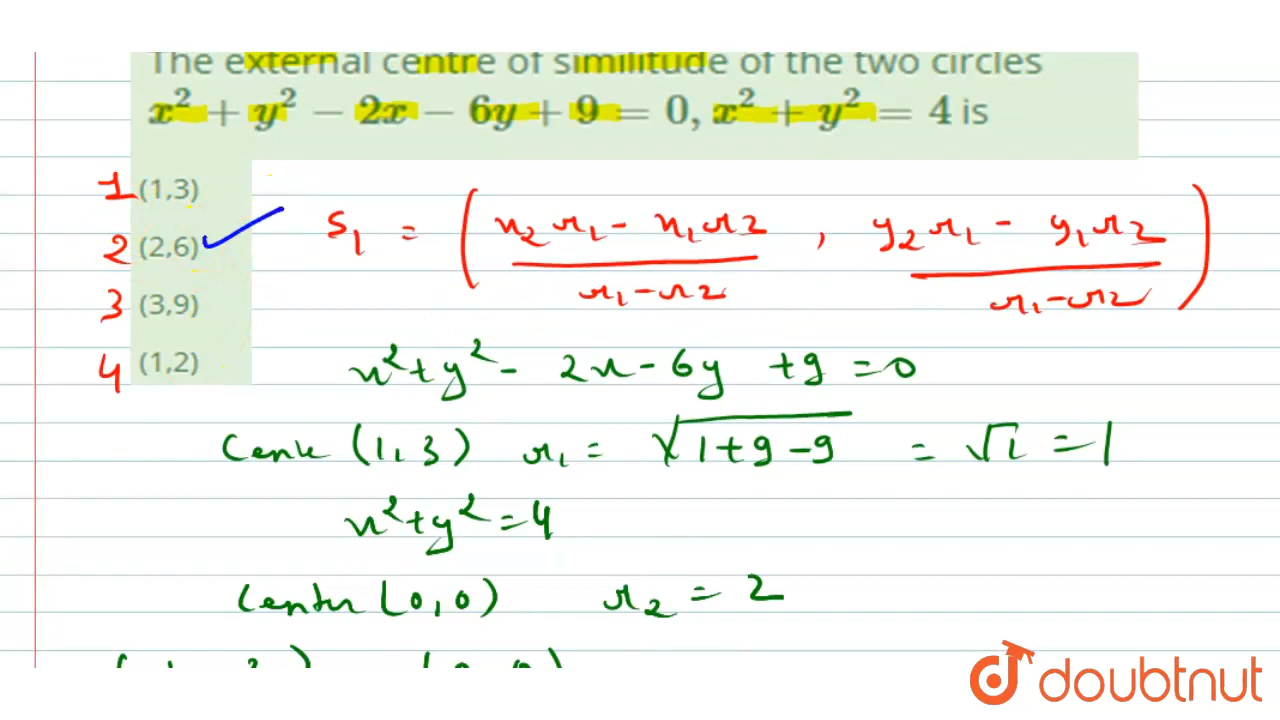 The external centre of similitude of the two circles
x² + y² − 2x − 6y + 9 = 0, x² + y² = 4 is
1 (1,3)
2 (2,6)
3 (3,9)
4 (1,2)
S₁ = ( (x₂r₁ − x₁r₂)/(r₁ − r₂) , (y₂r₁ − y₁r₂)/(r₁ − r₂) )
x² + y² − 2x − 6y + 9 = 0
Cente (1, 3) r₁ = √(1+9−9) = √1 = 1
x² + y² = 4
Center (0, 0) r₂ = 2
doubtnut